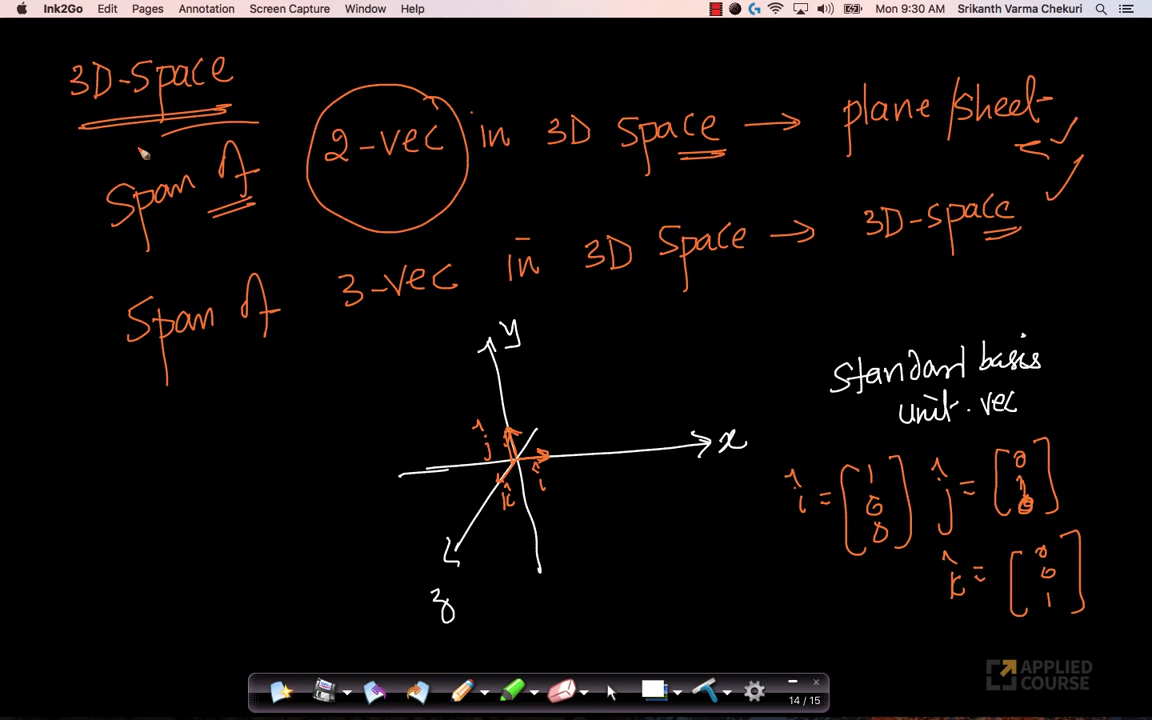 Ink2Go Edit Pages Annotation Screen Capture Window Help Mon 9:30 AM Srikanth Varma Chekuri
3D-Space
Span of 2-vec in 3D space → plane/sheet
Span of 3-vec in 3D space → 3D-space
y
x
z
ĵ
î
k̂
Standard basis
unit-vec
î = [1 0 0] ĵ = [0 1 0]
k̂ = [0 0 1]
14 / 15
APPLIED
COURSE